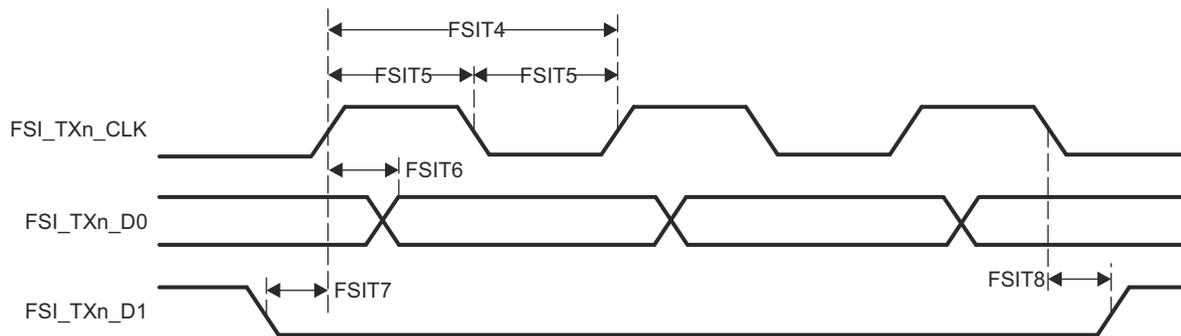 FSIT4
FSIT5
FSIT5
FSI_TXn_CLK
FSIT6
FSI_TXn_D0
FSIT7
FSIT8
FSI_TXn_D1